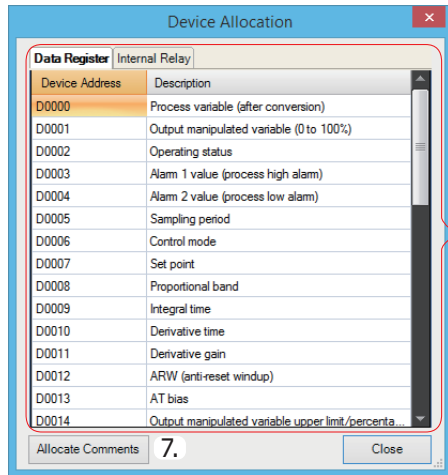 Device Allocation
Data Register Internal Relay
Device Address Description
D0000 Process variable (after conversion)
D0001 Output manipulated variable (0 to 100%)
D0002 Operating status
D0003 Alarm 1 value (process high alarm)
D0004 Alarm 2 value (process low alarm)
D0005 Sampling period
D0006 Control mode
D0007 Set point
D0008 Proportional band
D0009 Integral time
D0010 Derivative time
D0011 Derivative gain
D0012 ARW (anti-reset windup)
D0013 AT bias
D0014 Output manipulated variable upper limit/percenta...
Allocate Comments 7. Close